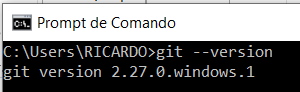 Prompt de Comando
C:\Users\RICARDO>git --version
git version 2.27.0.windows.1